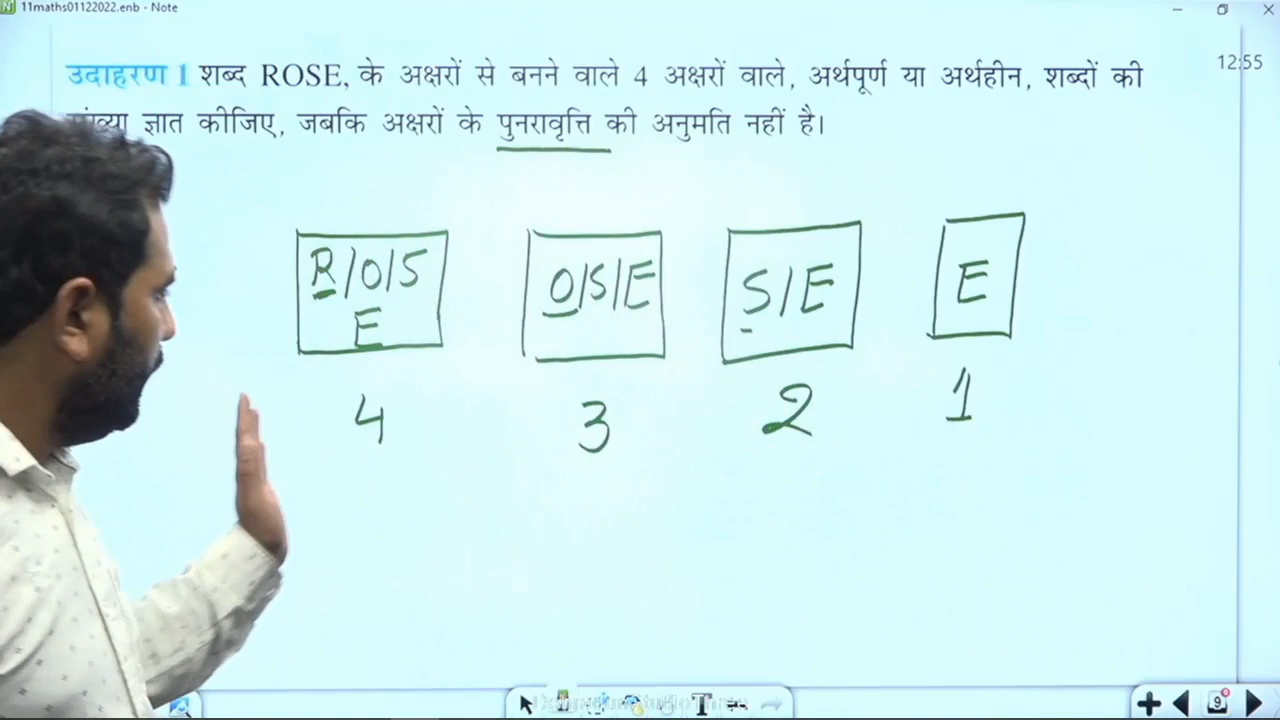 11maths01122022.enb - Note
12:55
उदाहरण 1 शब्द ROSE, के अक्षरों से बनने वाले 4 अक्षरों वाले, अर्थपूर्ण या अर्थहीन, शब्दों की
ज्ञात कीजिए, जबकि अक्षरों के पुनरावृत्ति की अनुमति नहीं है।
R/O/S O/S/E S/E E
E
4 3 2 1
9